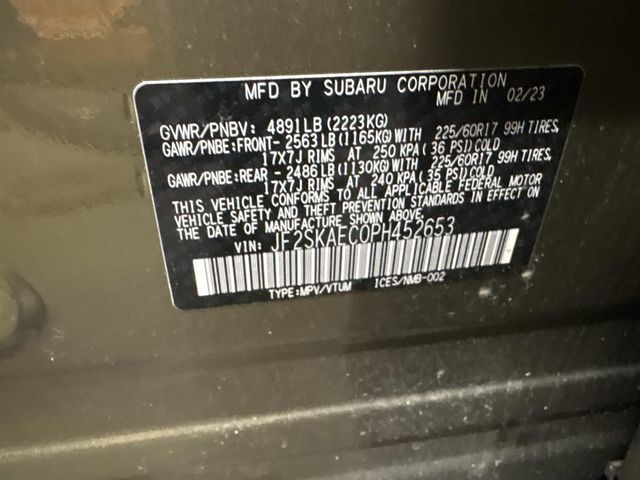 MFD BY SUBARU CORPORATION
MFD IN 02/23
GVWR/PNBV: 4891LB (2223KG)
GAWR/PNBE:FRONT- 2563LB(1165KG)WITH 225/60R17 99H TIRES,
17X7J RIMS AT 250 KPA( 36 PSI)COLD
GAWR/PNBE:REAR - 2486LB(1130KG)WITH 225/60R17 99H TIRES,
17X7J RIMS AT 240 KPA( 35 PSI)COLD
THIS VEHICLE CONFORMS TO ALL APPLICABLE FEDERAL MOTOR
VEHICLE SAFETY AND THEFT PREVENTION STANDARDS IN EFFECT ON
THE DATE OF MANUFACTURE SHOWN ABOVE.
VIN: JF2SKAEC0PH452653
TYPE:MPV/VTUM ICES/NMB-002